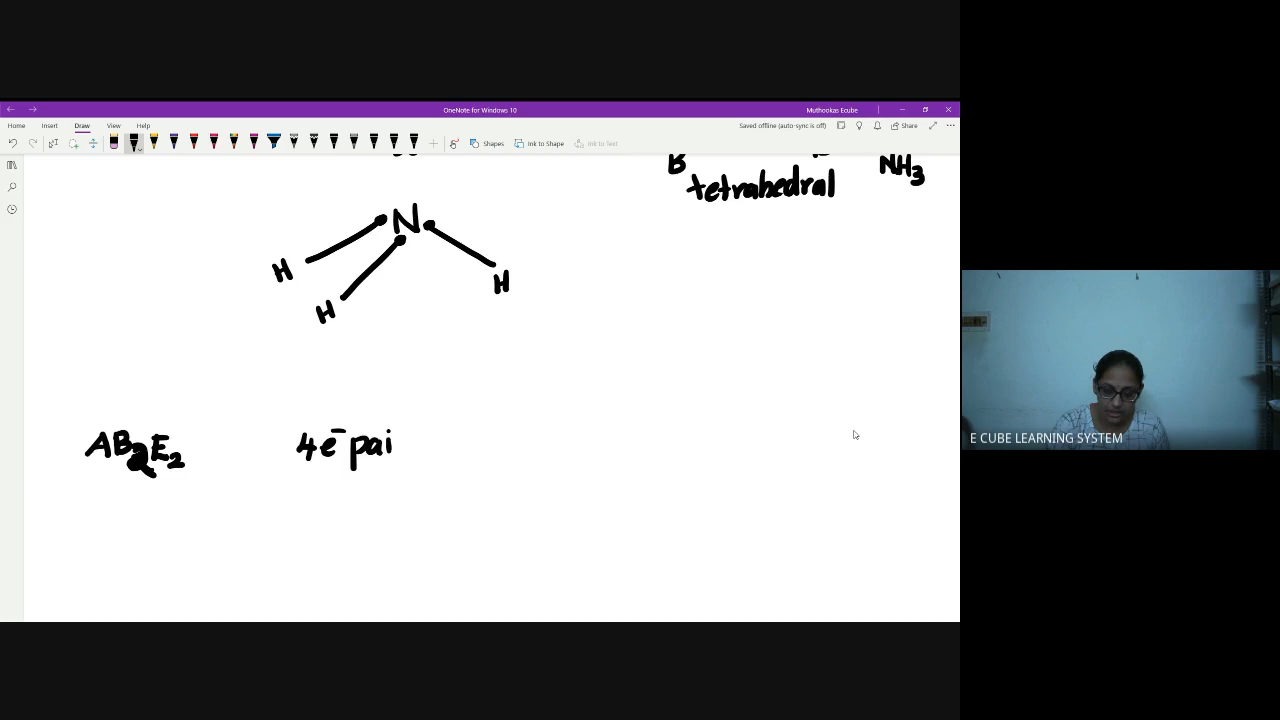 OneNote for Windows 10
Muthookas Ecube
Home Insert Draw View Help
Saved offline (auto-sync is off)
Share
Shapes
Ink to Shape
Ink to Text
B
NH3
tetrahedral
N
H
H
H
AB2E2 4e- pai
E CUBE LEARNING SYSTEM